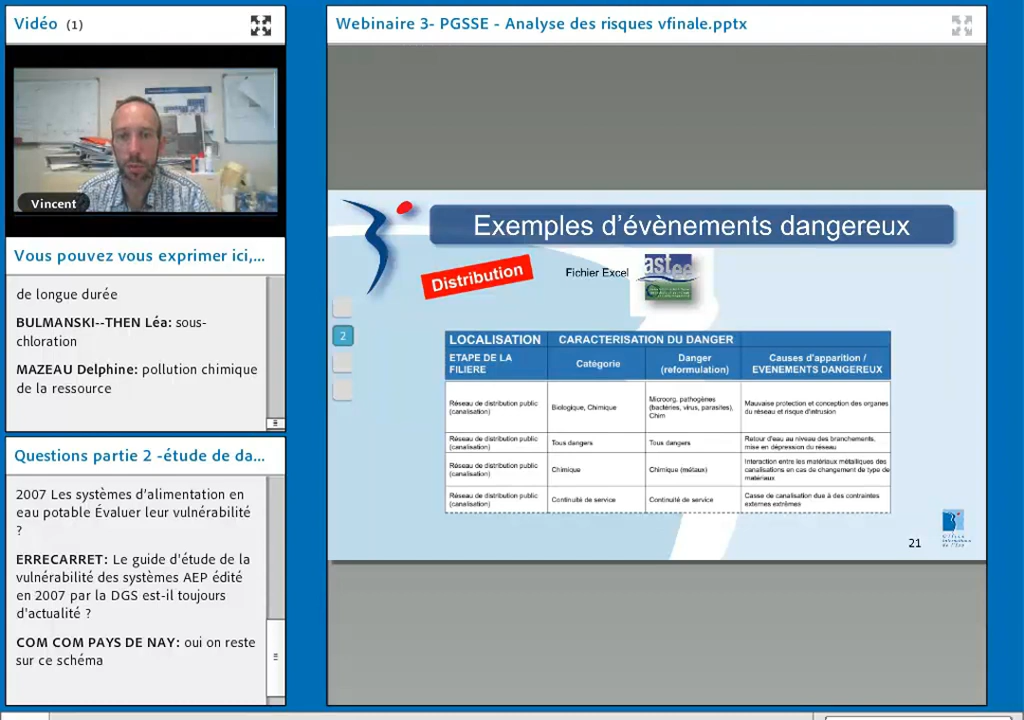 Vidéo (1)
Vincent
Vous pouvez vous exprimer ici,...
de longue durée
BULMANSKI--THEN Léa: sous-
chloration
MAZEAU Delphine: pollution chimique
de la ressource
Questions partie 2 -étude de da...
2007 Les systèmes d'alimentation en
eau potable Évaluer leur vulnérabilité
?
ERRECARRET: Le guide d'étude de la
vulnérabilité des systèmes AEP édité
en 2007 par la DGS est-il toujours
d'actualité ?
COM COM PAYS DE NAY: oui on reste
sur ce schéma
Webinaire 3- PGSSE - Analyse des risques vfinale.pptx
Exemples d'évènements dangereux
Distribution
Fichier Excel
astee
2
LOCALISATION CARACTERISATION DU DANGER
ETAPE DE LA
FILIERE
Catégorie
Danger
(reformulation)
Causes d'apparition /
EVENEMENTS DANGEREUX
Réseau de distribution public
(canalisation)
Biologique, Chimique
Microorg. pathogènes
(bactéries, virus, parasites),
Chim
Mauvaise protection et conception des organes
du réseau et risque d'intrusion
Réseau de distribution public
(canalisation)
Tous dangers
Tous dangers
Retour d'eau au niveau des branchements,
mise en dépression du réseau
Réseau de distribution public
(canalisation)
Chimique
Chimique (métaux)
Interaction entre les matériaux métalliques des
canalisations en cas de changement de type de
matériaux
Réseau de distribution public
(canalisation)
Continuité de service
Continuité de service
Casse de canalisation due à des contraintes
externes extrêmes
21
Office
International
de l'Eau